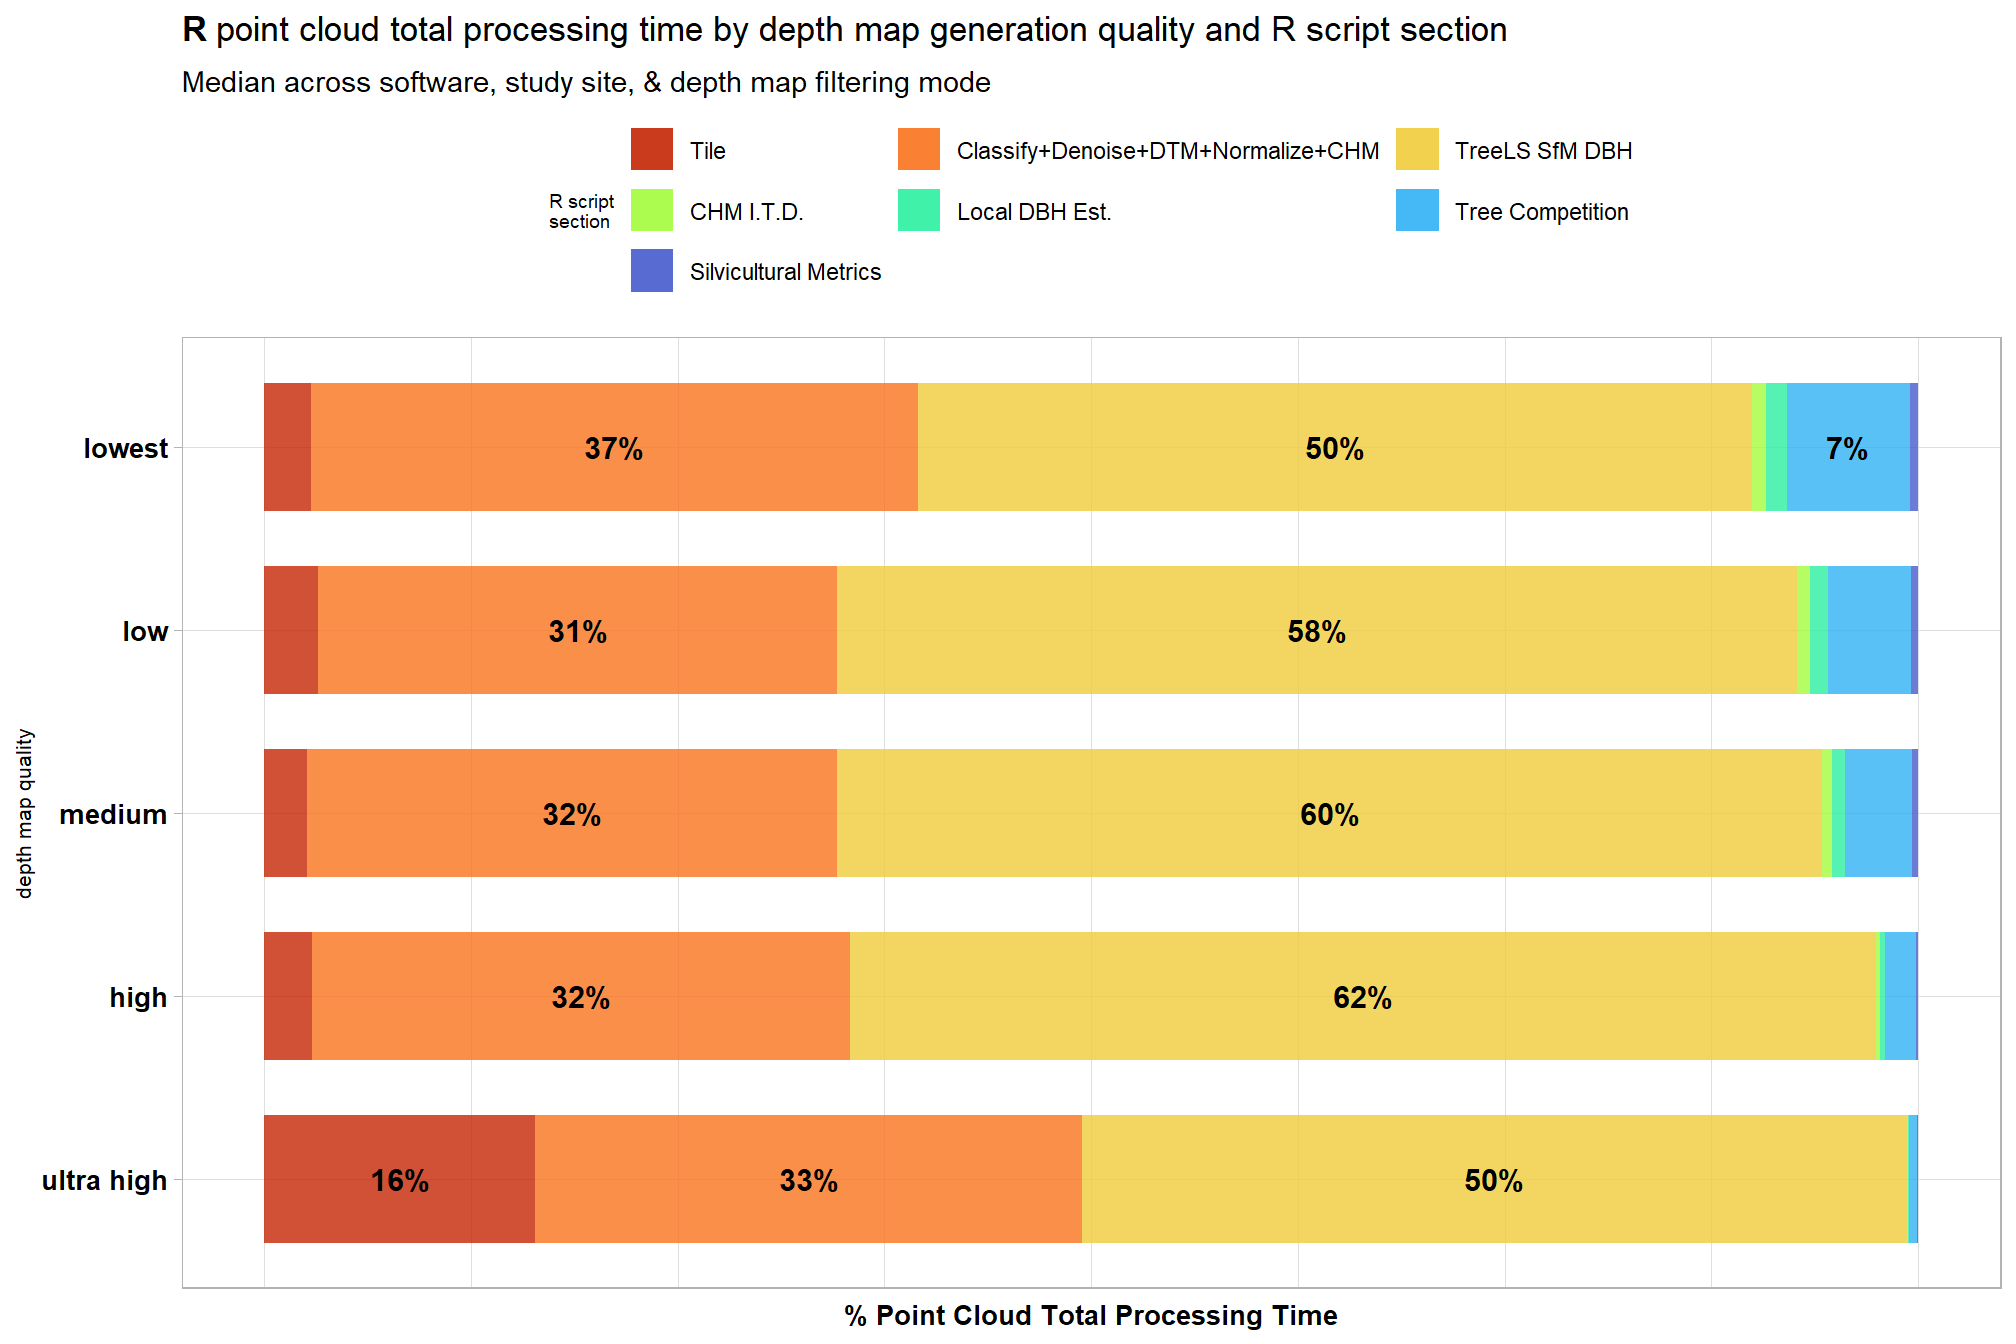 R point cloud total processing time by depth map generation quality and R script section
Median across software, study site, & depth map filtering mode
R script
section
Tile
Classify+Denoise+DTM+Normalize+CHM
TreeLS SfM DBH
CHM I.T.D.
Local DBH Est.
Tree Competition
Silvicultural Metrics
depth map quality
lowest
37%
50%
7%
low
31%
58%
medium
32%
60%
high
32%
62%
ultra high
16%
33%
50%
% Point Cloud Total Processing Time